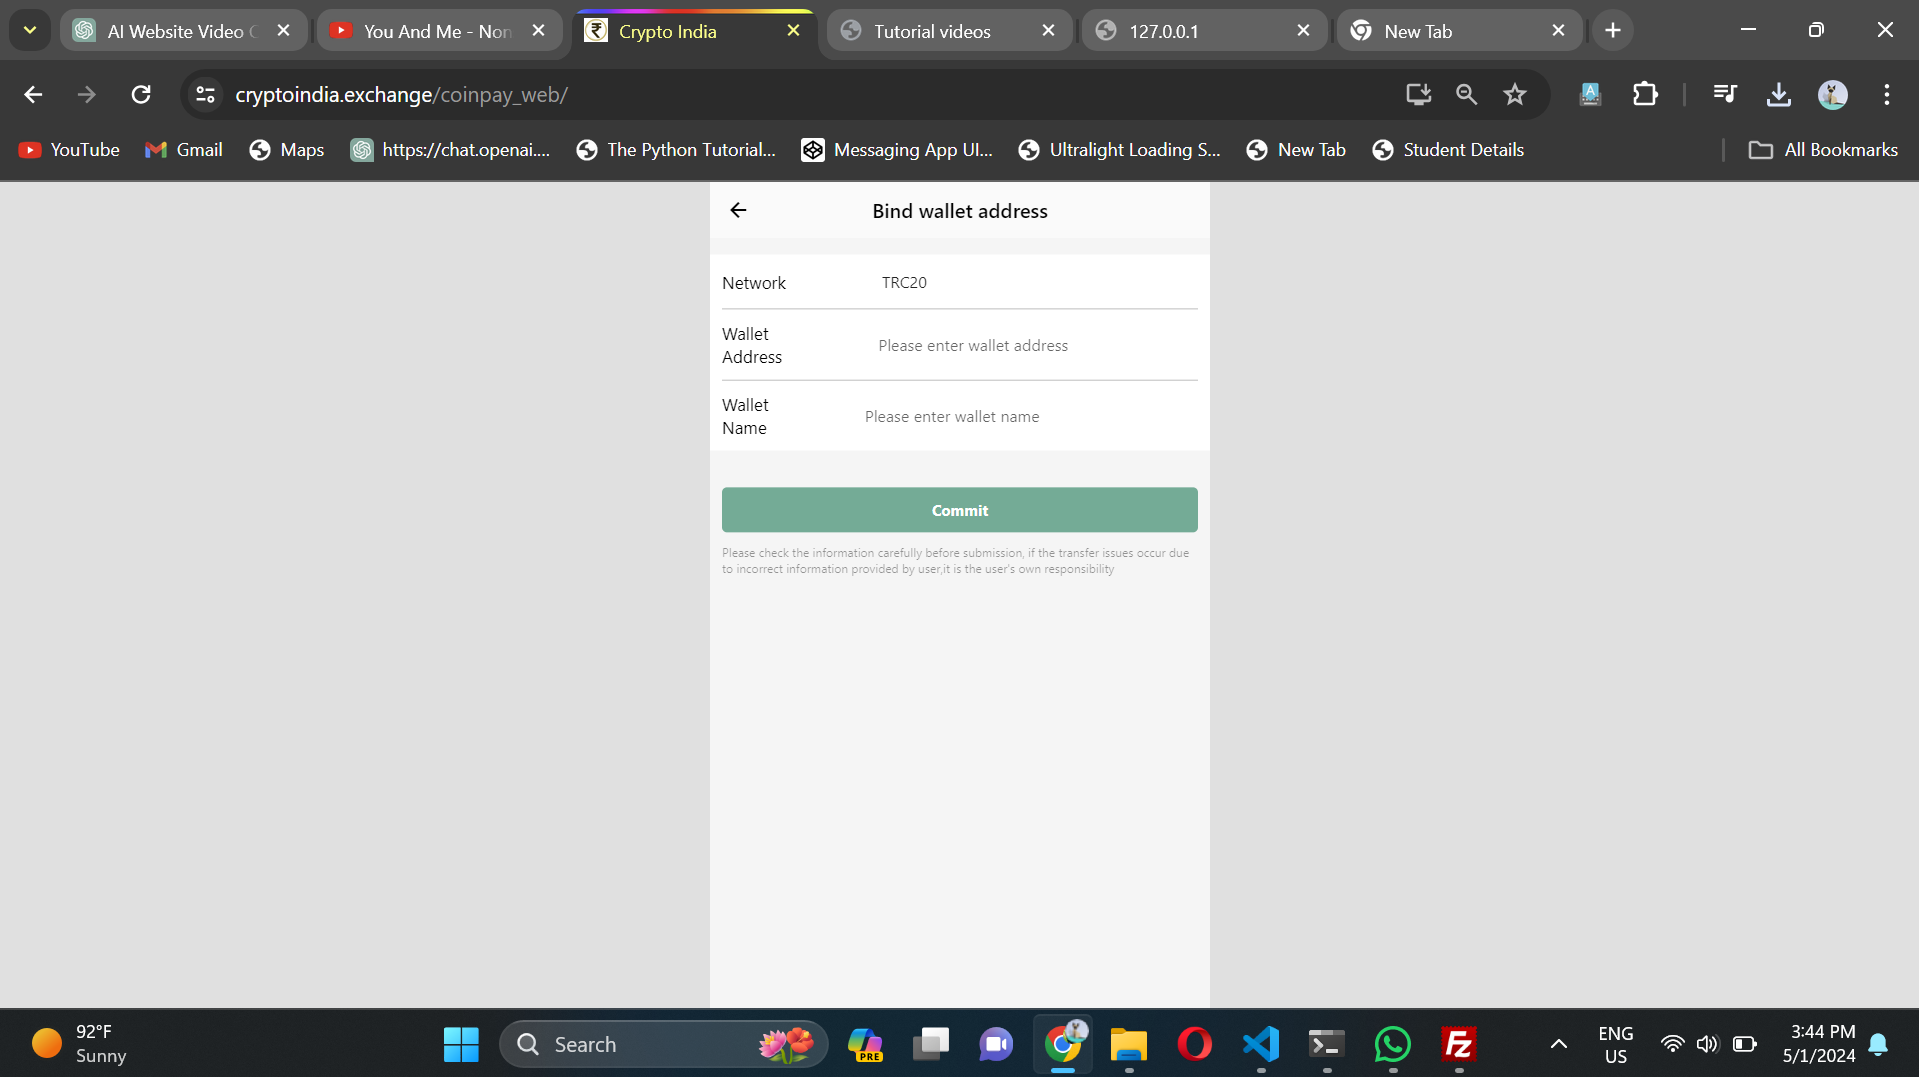 AI Website Video
You And Me - Non
Crypto India
Tutorial videos
127.0.0.1
New Tab
cryptoindia.exchange/coinpay_web/
YouTube
Gmail
Maps
https://chat.openai....
The Python Tutorial...
Messaging App UI...
Ultralight Loading S...
New Tab
Student Details
All Bookmarks
Bind wallet address
Network
TRC20
Wallet
Address
Please enter wallet address
Wallet
Name
Please enter wallet name
Commit
Please check the information carefully before submission, if the transfer issues occur due
to incorrect information provided by user,it is the user's own responsibility
92°F
Sunny
Search
PRE
ENG
US
3:44 PM
5/1/2024